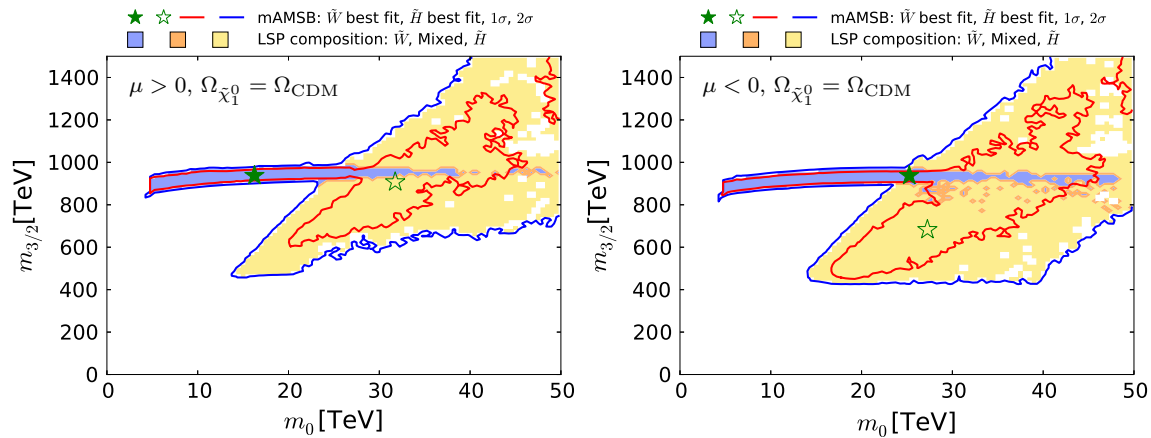 mAMSB: W̃ best fit, H̃ best fit, 1σ, 2σ
LSP composition: W̃, Mixed, H̃
μ > 0, Ω_χ̃₁⁰ = Ω_CDM
m_3/2 [TeV]
1400
1200
1000
800
600
400
200
0
0 10 20 30 40 50
m_0 [TeV]
mAMSB: W̃ best fit, H̃ best fit, 1σ, 2σ
LSP composition: W̃, Mixed, H̃
μ < 0, Ω_χ̃₁⁰ = Ω_CDM
m_3/2 [TeV]
1400
1200
1000
800
600
400
200
0
0 10 20 30 40 50
m_0 [TeV]